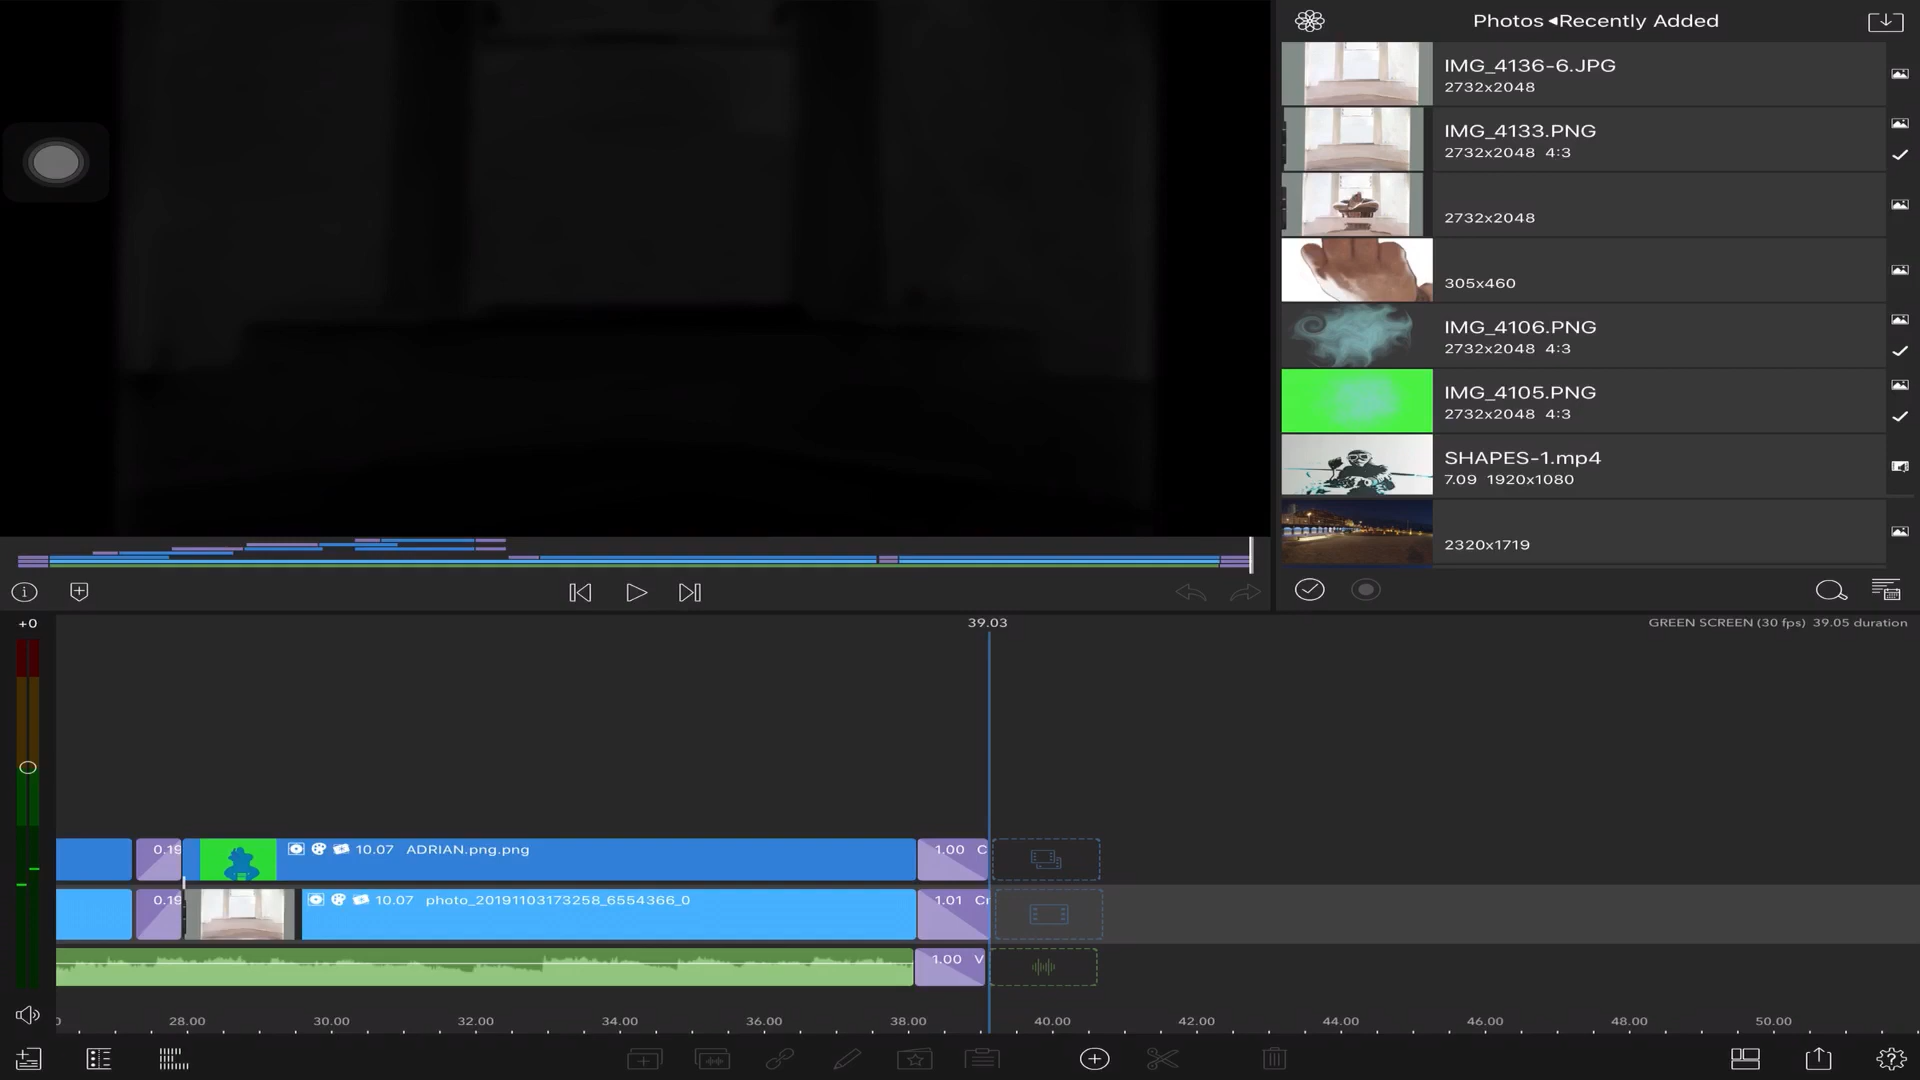 Photos◂Recently Added
IMG_4136-6.JPG
2732x2048
IMG_4133.PNG
2732x2048 4:3
2732x2048
305x460
IMG_4106.PNG
2732x2048 4:3
IMG_4105.PNG
2732x2048 4:3
SHAPES-1.mp4
7.09 1920x1080
2320x1719
+0
39.03
GREEN SCREEN (30 fps) 39.05 duration
0.19
10.07 ADRIAN.png.png
1.00 C
0.19
10.07 photo_20191103173258_6554366_0
1.01 Cr
1.00 V
28.00 30.00 32.00 34.00 36.00 38.00 40.00 42.00 44.00 46.00 48.00 50.00